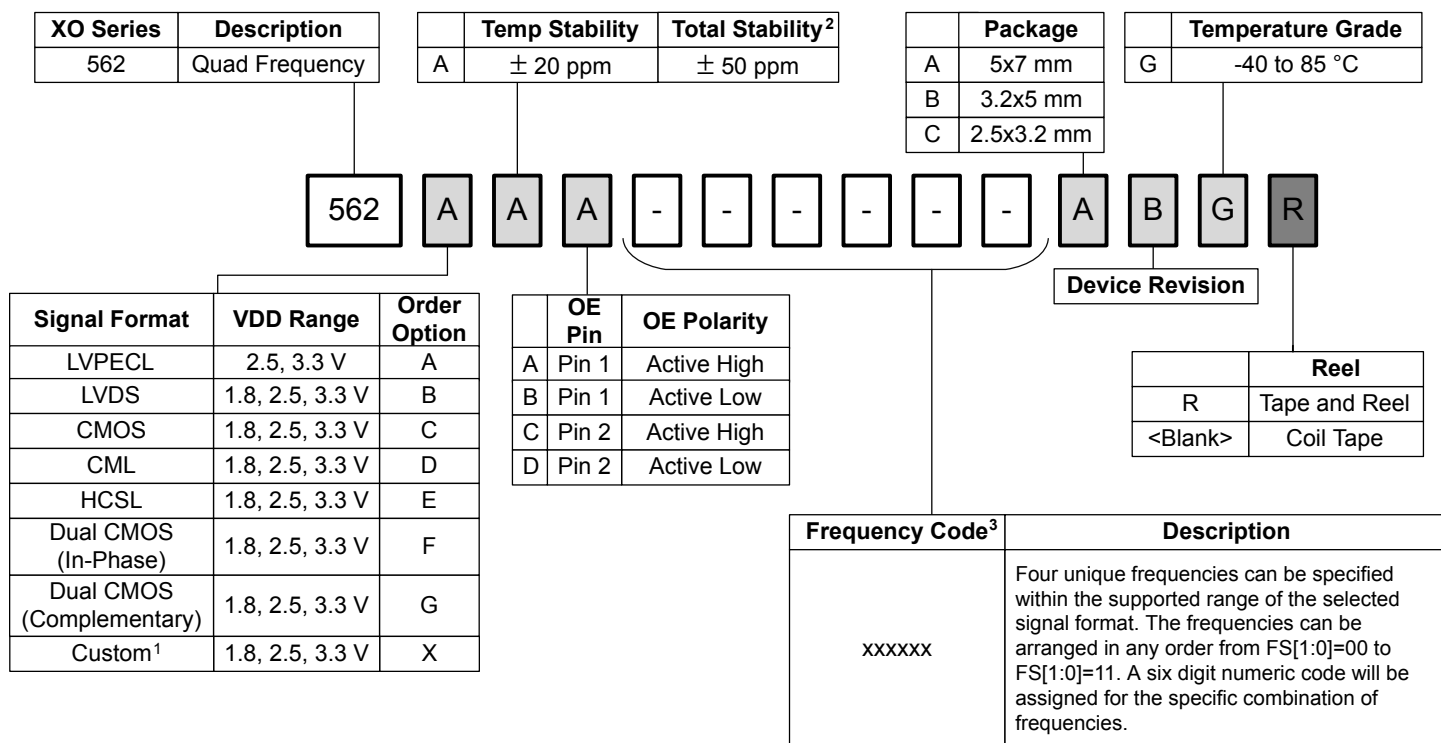 XO Series Description
562 Quad Frequency
Temp Stability Total Stability²
A ± 20 ppm ± 50 ppm
Package
A 5x7 mm
B 3.2x5 mm
C 2.5x3.2 mm
Temperature Grade
G -40 to 85 °C
562 A A A - - - - - - A B G R
Device Revision
Signal Format VDD Range Order Option
LVPECL 2.5, 3.3 V A
LVDS 1.8, 2.5, 3.3 V B
CMOS 1.8, 2.5, 3.3 V C
CML 1.8, 2.5, 3.3 V D
HCSL 1.8, 2.5, 3.3 V E
Dual CMOS (In-Phase) 1.8, 2.5, 3.3 V F
Dual CMOS (Complementary) 1.8, 2.5, 3.3 V G
Custom¹ 1.8, 2.5, 3.3 V X
OE Pin OE Polarity
A Pin 1 Active High
B Pin 1 Active Low
C Pin 2 Active High
D Pin 2 Active Low
Reel
R Tape and Reel
<Blank> Coil Tape
Frequency Code³ Description
xxxxxx
Four unique frequencies can be specified
within the supported range of the selected
signal format. The frequencies can be
arranged in any order from FS[1:0]=00 to
FS[1:0]=11. A six digit numeric code will be
assigned for the specific combination of
frequencies.